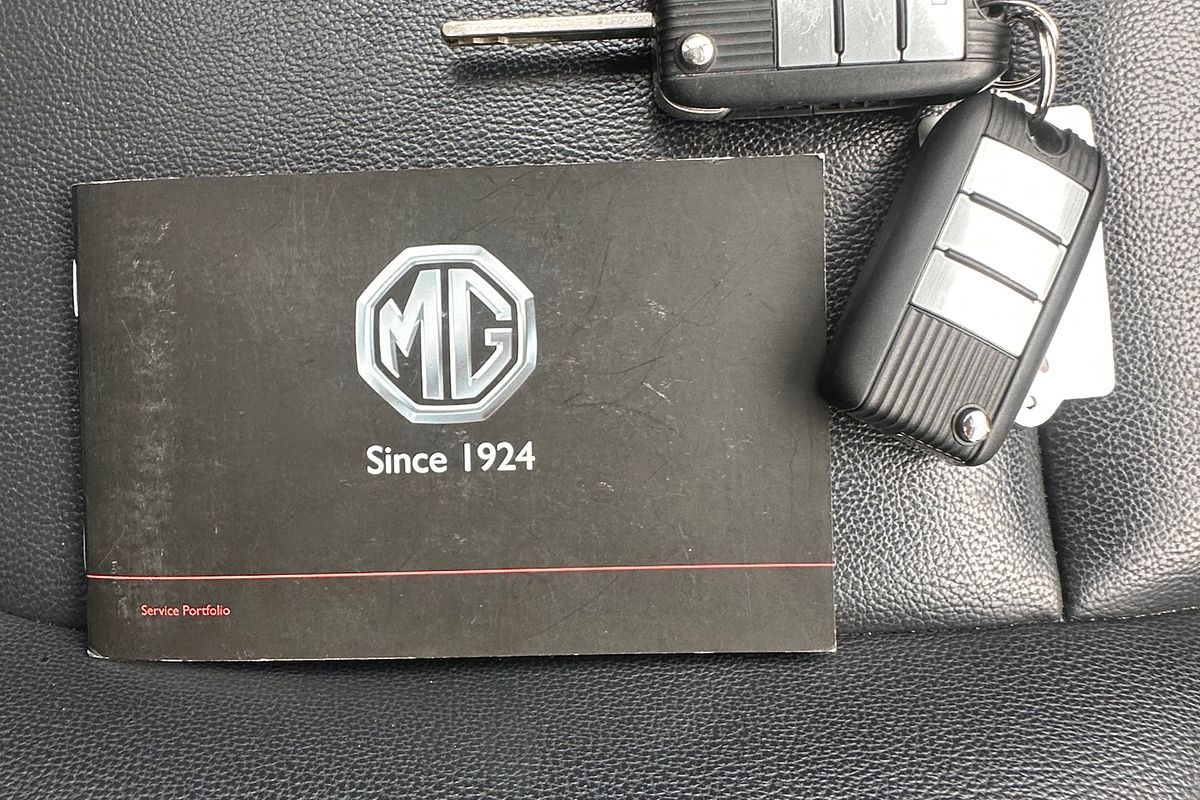 MG
Since 1924
Service Portfolio